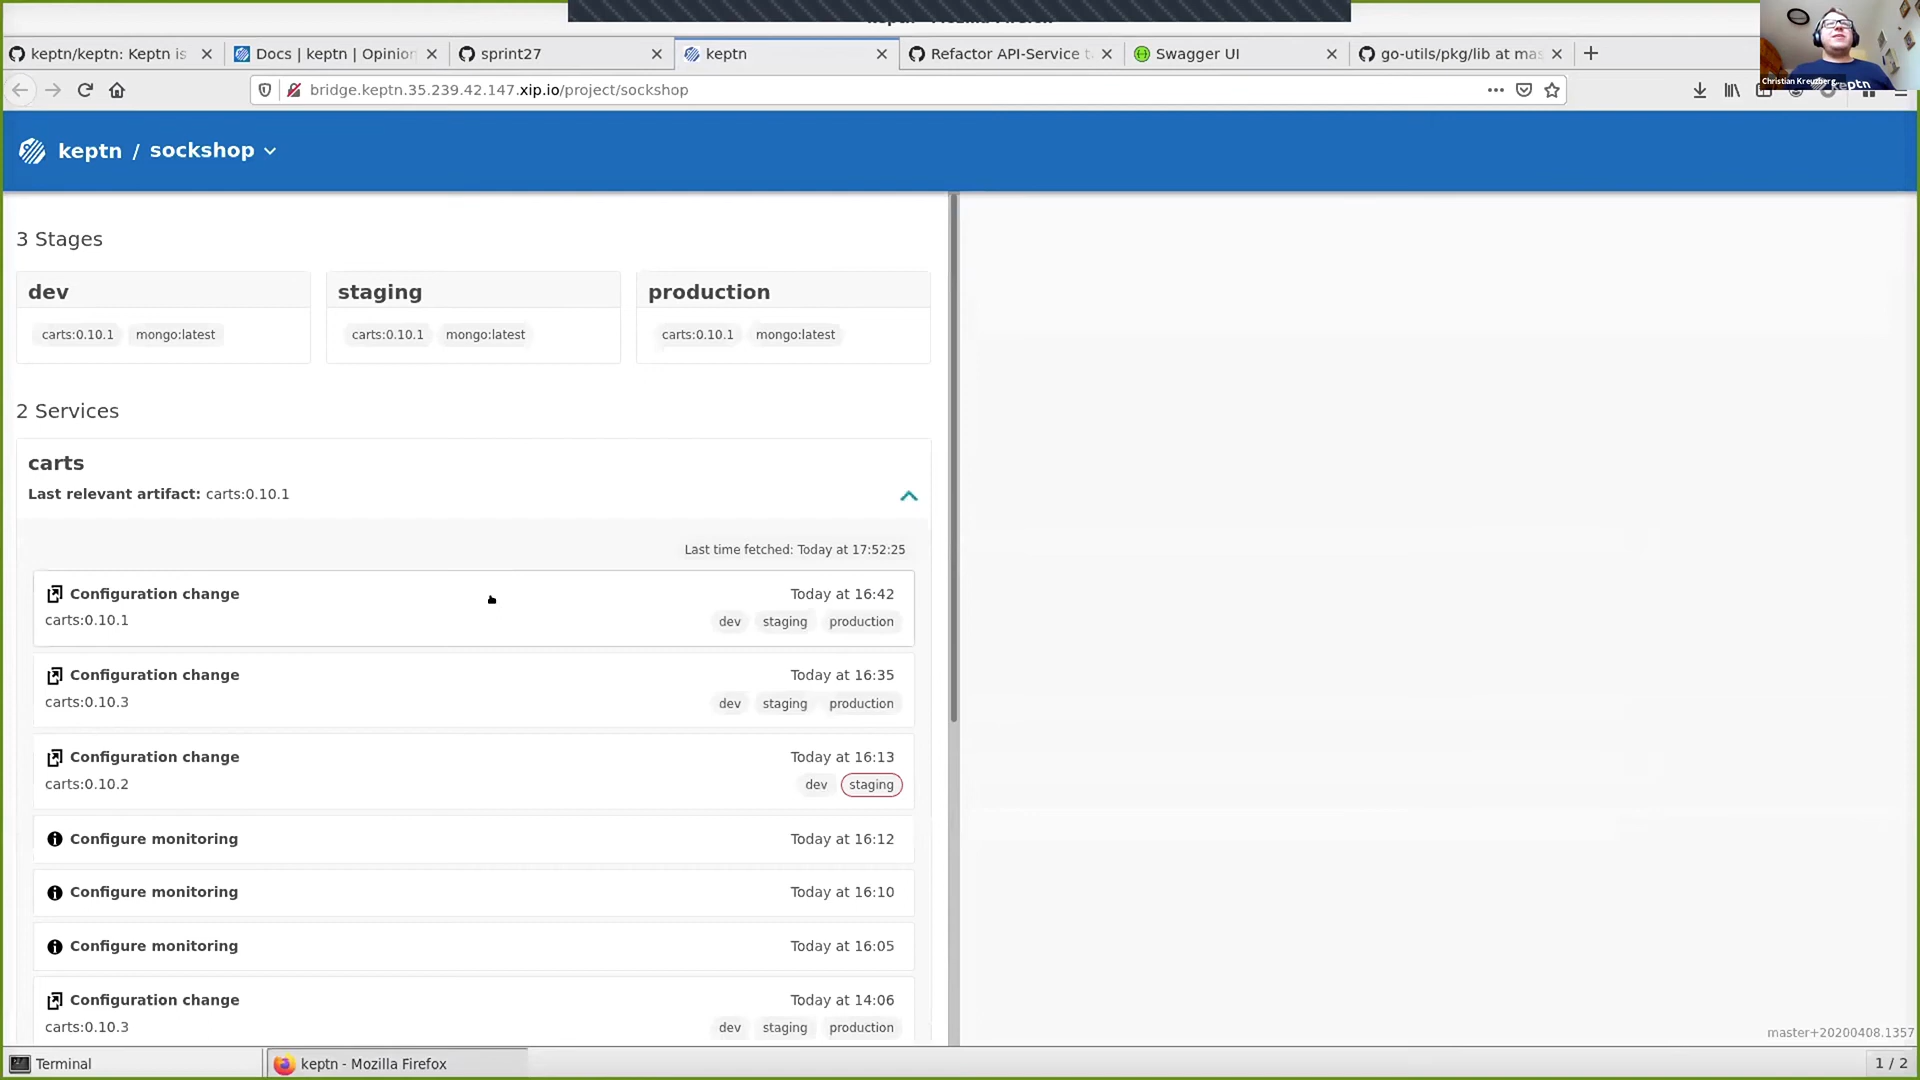 keptn - Mozilla Firefox
keptn/keptn: Keptn is
Docs | keptn | Opinion
sprint27
keptn
Refactor API-Service t
Swagger UI
go-utils/pkg/lib at mas
bridge.keptn.35.239.42.147.xip.io/project/sockshop
Christian Kreuzberg
keptn
keptn / sockshop
3 Stages
dev
carts:0.10.1 mongo:latest
staging
carts:0.10.1 mongo:latest
production
carts:0.10.1 mongo:latest
2 Services
carts
Last relevant artifact: carts:0.10.1
Last time fetched: Today at 17:52:25
Configuration change Today at 16:42
carts:0.10.1 dev staging production
Configuration change Today at 16:35
carts:0.10.3 dev staging production
Configuration change Today at 16:13
carts:0.10.2 dev staging
Configure monitoring Today at 16:12
Configure monitoring Today at 16:10
Configure monitoring Today at 16:05
Configuration change Today at 14:06
carts:0.10.3 dev staging production
master+20200408.1357
Terminal
keptn - Mozilla Firefox
1 / 2